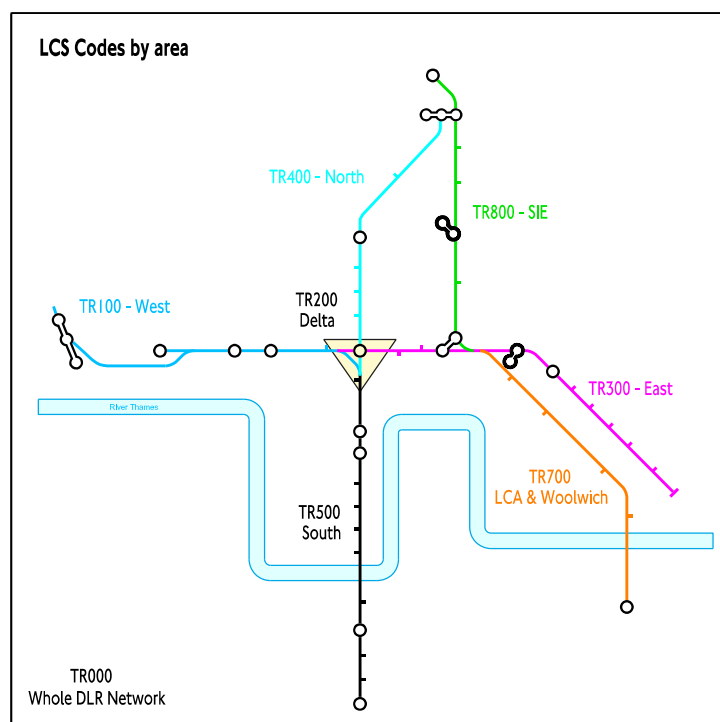 LCS Codes by area
TR400 - North
TR800 - SIE
TR100 - West
TR200
Delta
TR300 - East
River Thames
TR700
LCA & Woolwich
TR500
South
TR000
Whole DLR Network